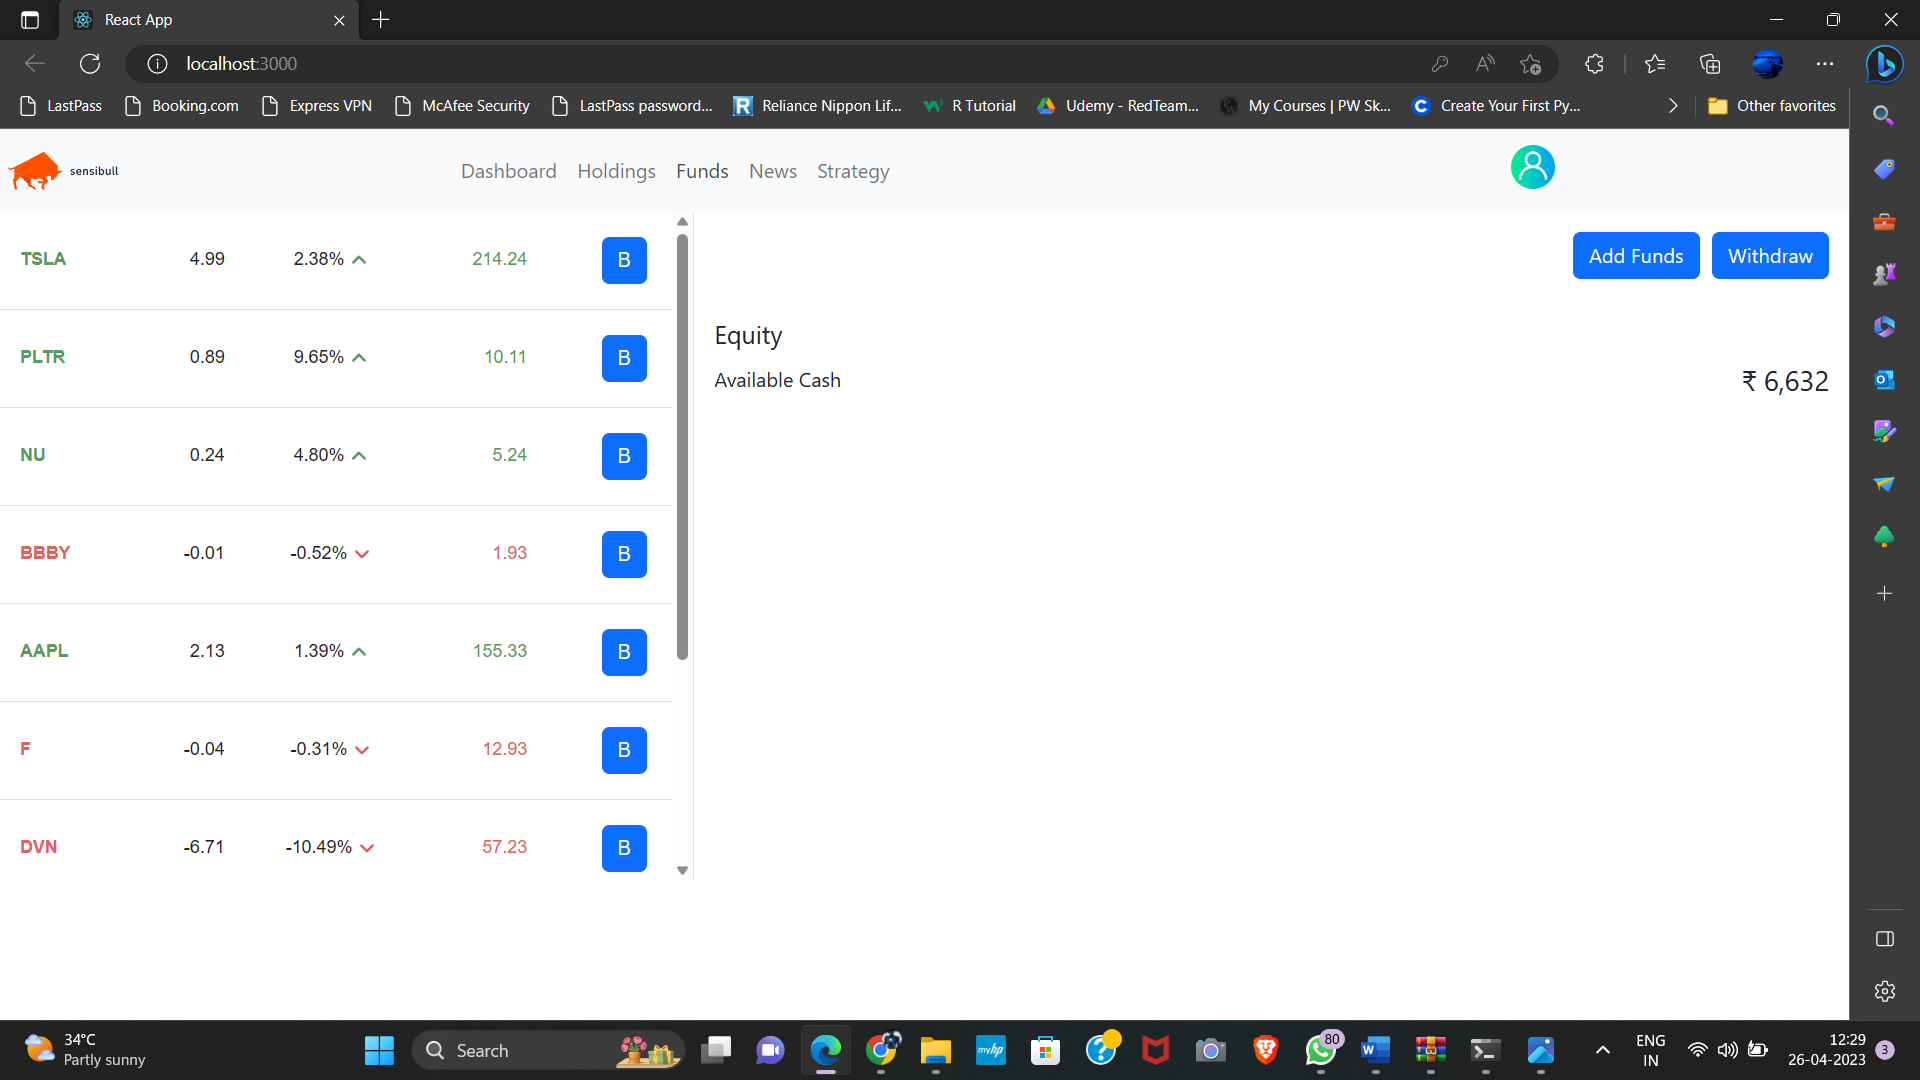 React App
localhost:3000
LastPass Booking.com Express VPN McAfee Security LastPass password... Reliance Nippon Lif... R Tutorial Udemy - RedTeam... My Courses | PW Sk... Create Your First Py... Other favorites
sensibull Dashboard Holdings Funds News Strategy
Add Funds Withdraw
Equity
Available Cash ₹ 6,632
TSLA 4.99 2.38% 214.24 B
PLTR 0.89 9.65% 10.11 B
NU 0.24 4.80% 5.24 B
BBBY -0.01 -0.52% 1.93 B
AAPL 2.13 1.39% 155.33 B
F -0.04 -0.31% 12.93 B
DVN -6.71 -10.49% 57.23 B
34°C
Partly sunny
Search
myhp
80
ENG
IN
12:29
26-04-2023
3